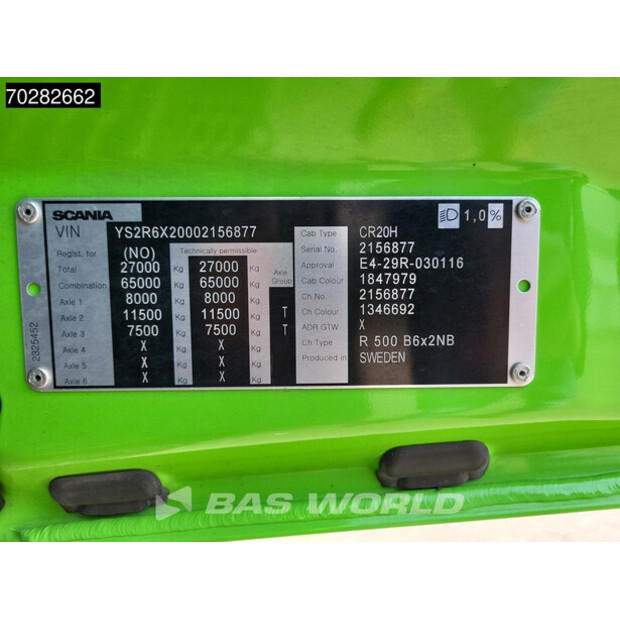 70282662
SCANIA
1,0%
VIN YS2R6X20002156877
Regist. for (NO) Technically permissible
Total 27000 Kg 27000 Kg Axle Group
Combination 65000 Kg 65000 Kg
Axle 1 8000 Kg 8000 Kg
Axle 2 11500 Kg 11500 Kg T
Axle 3 7500 Kg 7500 Kg T
Axle 4 X Kg X Kg
Axle 5 X Kg X Kg
Axle 6 X Kg X Kg
Cab Type CR20H
Serial No. 2156877
Approval E4-29R-030116
Cab Colour 1847979
Ch No. 2156877
Ch Colour 1346692
ADR GTW X
Ch Type R 500 B6x2NB
Produced in SWEDEN
2325452
BAS WORLD